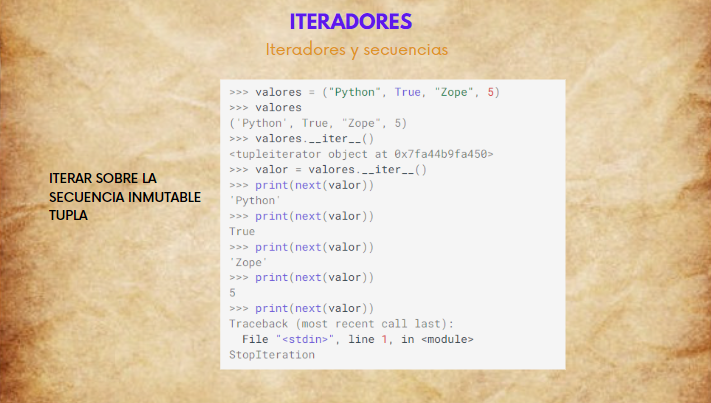 ITERADORES
Iteradores y secuencias
ITERAR SOBRE LA
SECUENCIA INMUTABLE
TUPLA
>>> valores = ("Python", True, "Zope", 5)
>>> valores
('Python', True, "Zope", 5)
>>> valores.__iter__()
<tupleiterator object at 0x7fa44b9fa450>
>>> valor = valores.__iter__()
>>> print(next(valor))
'Python'
>>> print(next(valor))
True
>>> print(next(valor))
'Zope'
>>> print(next(valor))
5
>>> print(next(valor))
Traceback (most recent call last):
  File "<stdin>", line 1, in <module>
StopIteration